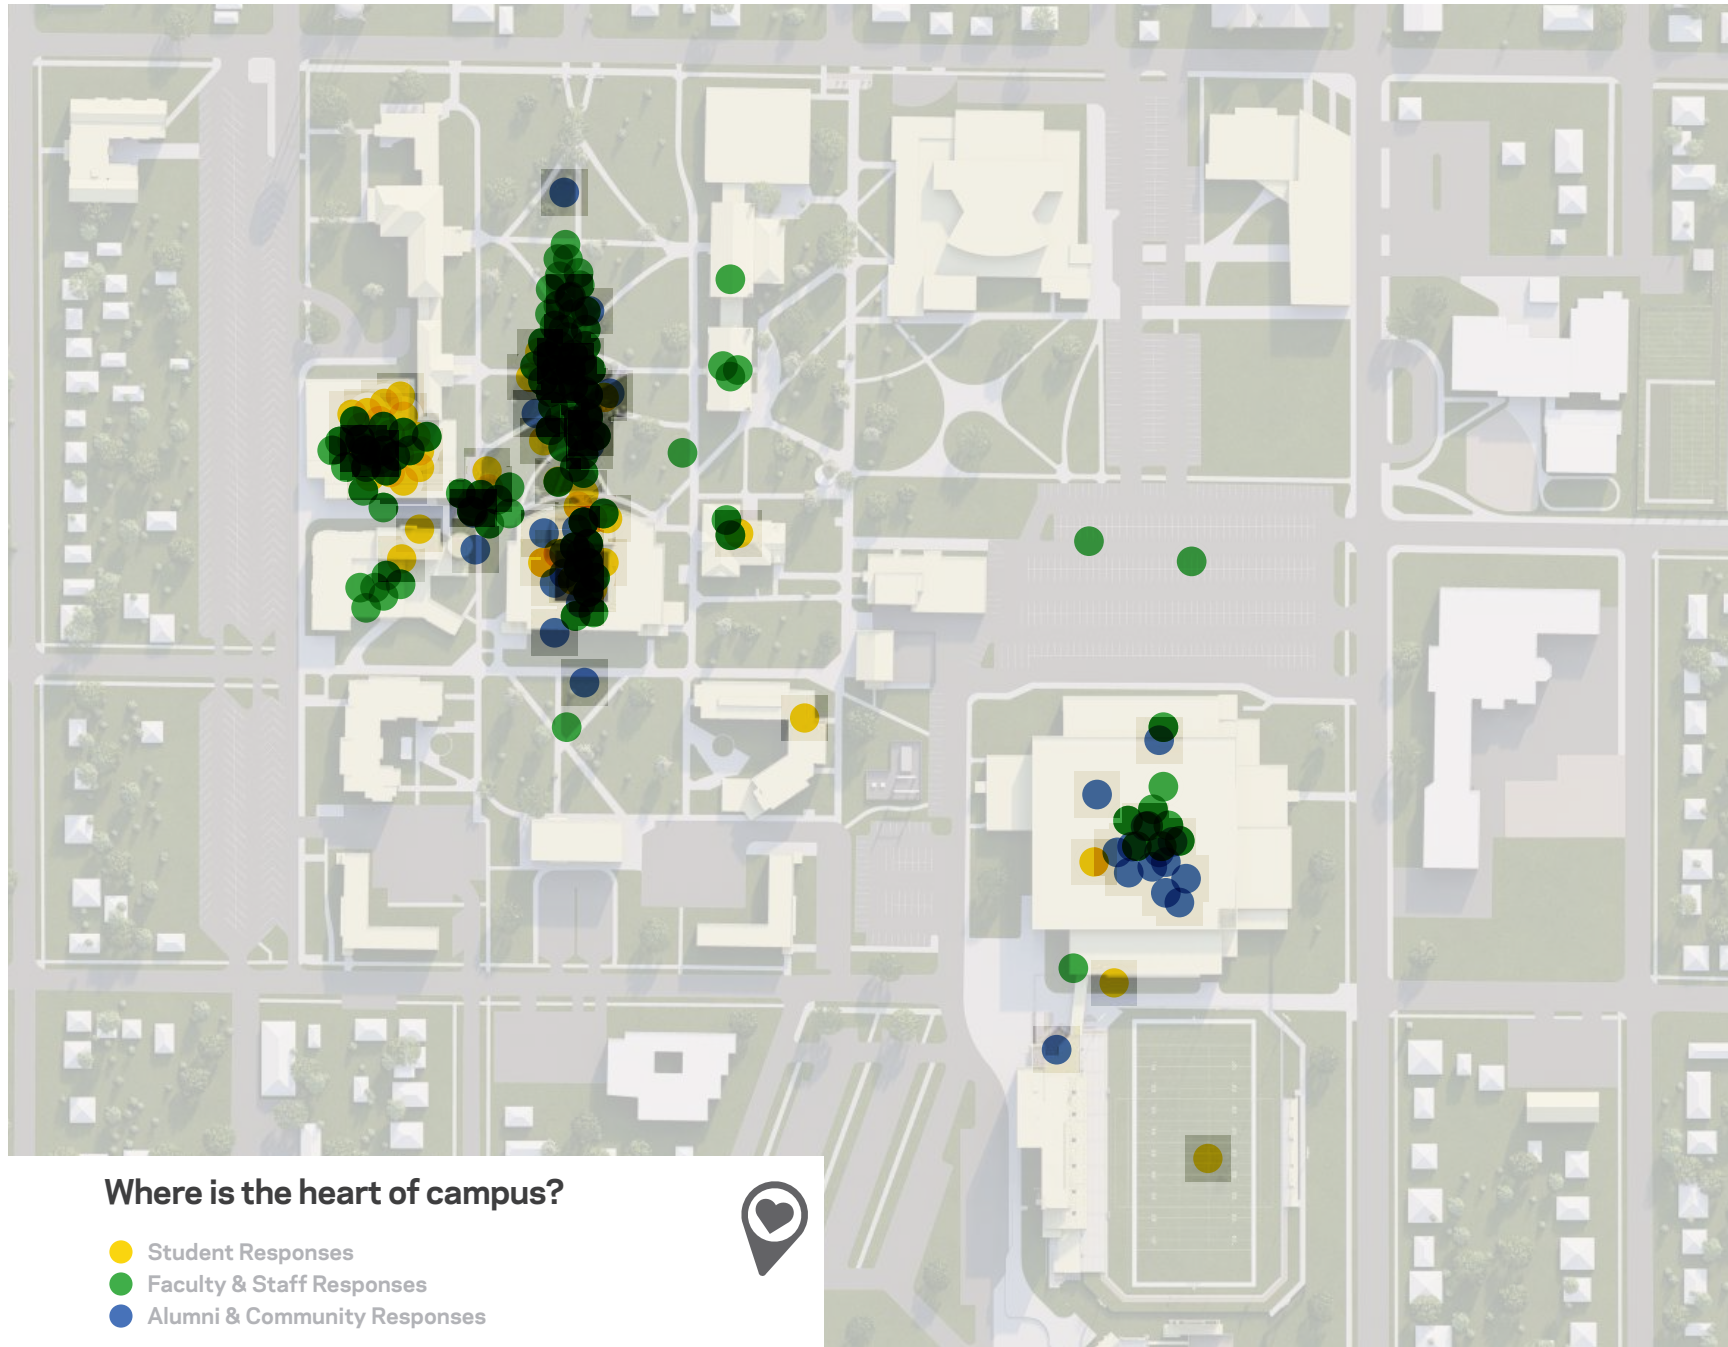 Where is the heart of campus?
Student Responses
Faculty & Staff Responses
Alumni & Community Responses